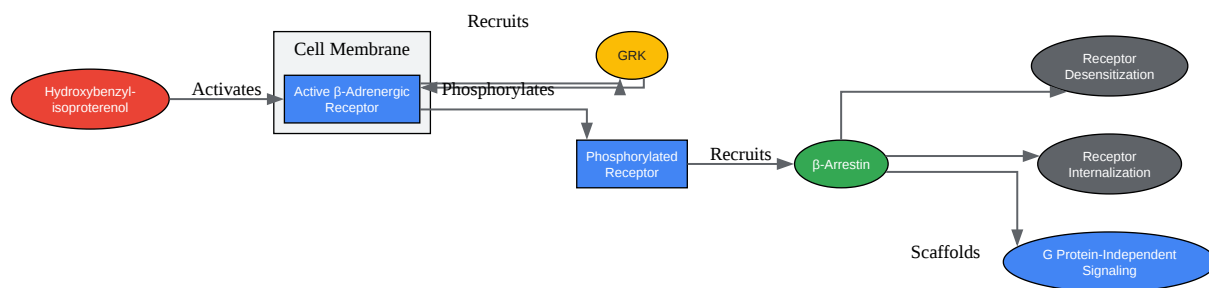 Recruits
Cell Membrane
GRK
Receptor
Desensitization
Hydroxybenzyl-
isoproterenol
Activates
Active β-Adrenergic
Receptor
Phosphorylates
Phosphorylated
Receptor
Recruits
β-Arrestin
Receptor
Internalization
Scaffolds
G Protein-Independent
Signaling